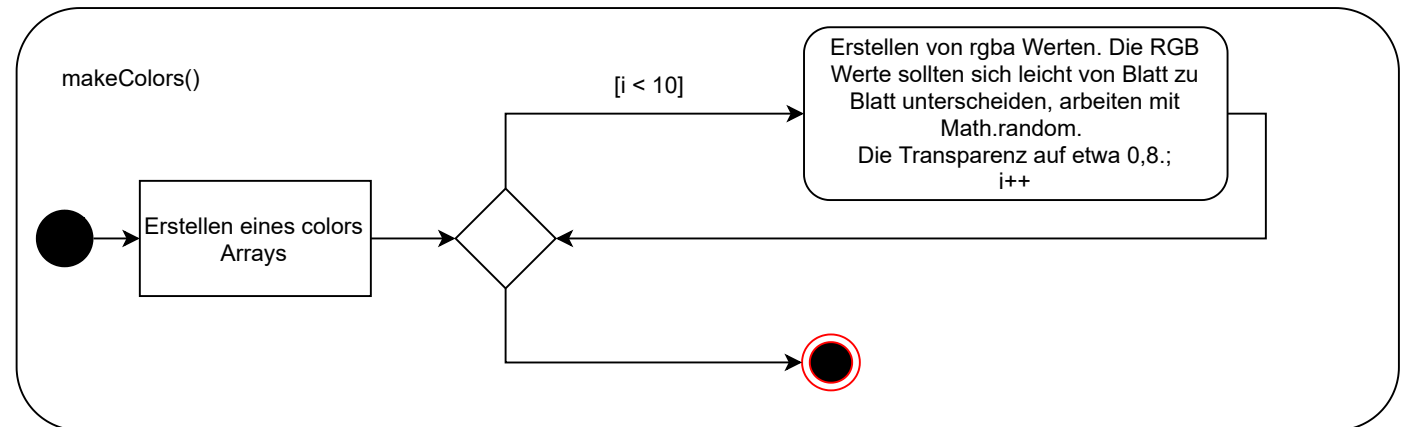 makeColors()
[i < 10]
Erstellen von rgba Werten. Die RGB
Werte sollten sich leicht von Blatt zu
Blatt unterscheiden, arbeiten mit
Math.random.
Die Transparenz auf etwa 0,8.;
i++
Erstellen eines colors
Arrays